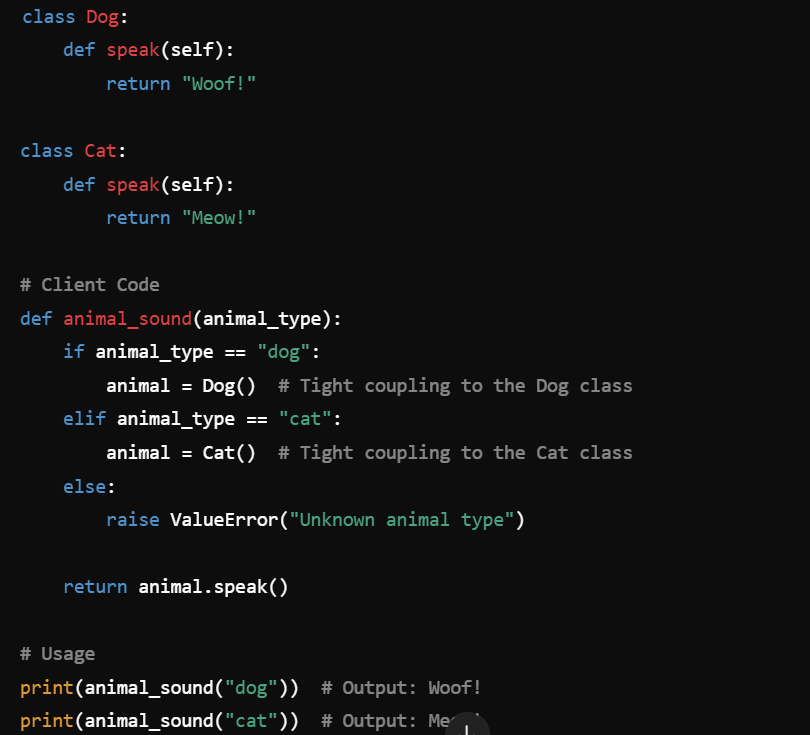 class Dog:
    def speak(self):
        return "Woof!"

class Cat:
    def speak(self):
        return "Meow!"

# Client Code
def animal_sound(animal_type):
    if animal_type == "dog":
        animal = Dog()  # Tight coupling to the Dog class
    elif animal_type == "cat":
        animal = Cat()  # Tight coupling to the Cat class
    else:
        raise ValueError("Unknown animal type")

    return animal.speak()

# Usage
print(animal_sound("dog"))  # Output: Woof!
print(animal_sound("cat"))  # Output: